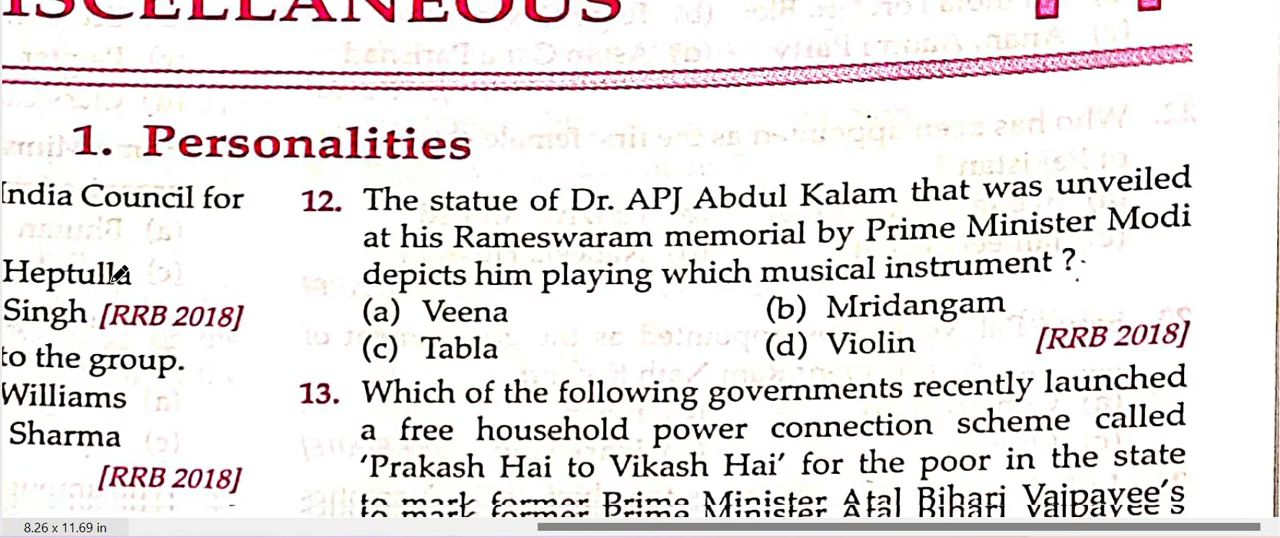 ISCELLANEOUS
1. Personalities
India Council for
Heptulla
Singh [RRB 2018]
to the group.
Williams
Sharma
[RRB 2018]
12. The statue of Dr. APJ Abdul Kalam that was unveiled
at his Rameswaram memorial by Prime Minister Modi
depicts him playing which musical instrument ?
(a) Veena (b) Mridangam
(c) Tabla (d) Violin [RRB 2018]
13. Which of the following governments recently launched
a free household power connection scheme called
‘Prakash Hai to Vikash Hai’ for the poor in the state
to mark former Prime Minister Atal Bihari Vajpayee’s
8.26 x 11.69 in